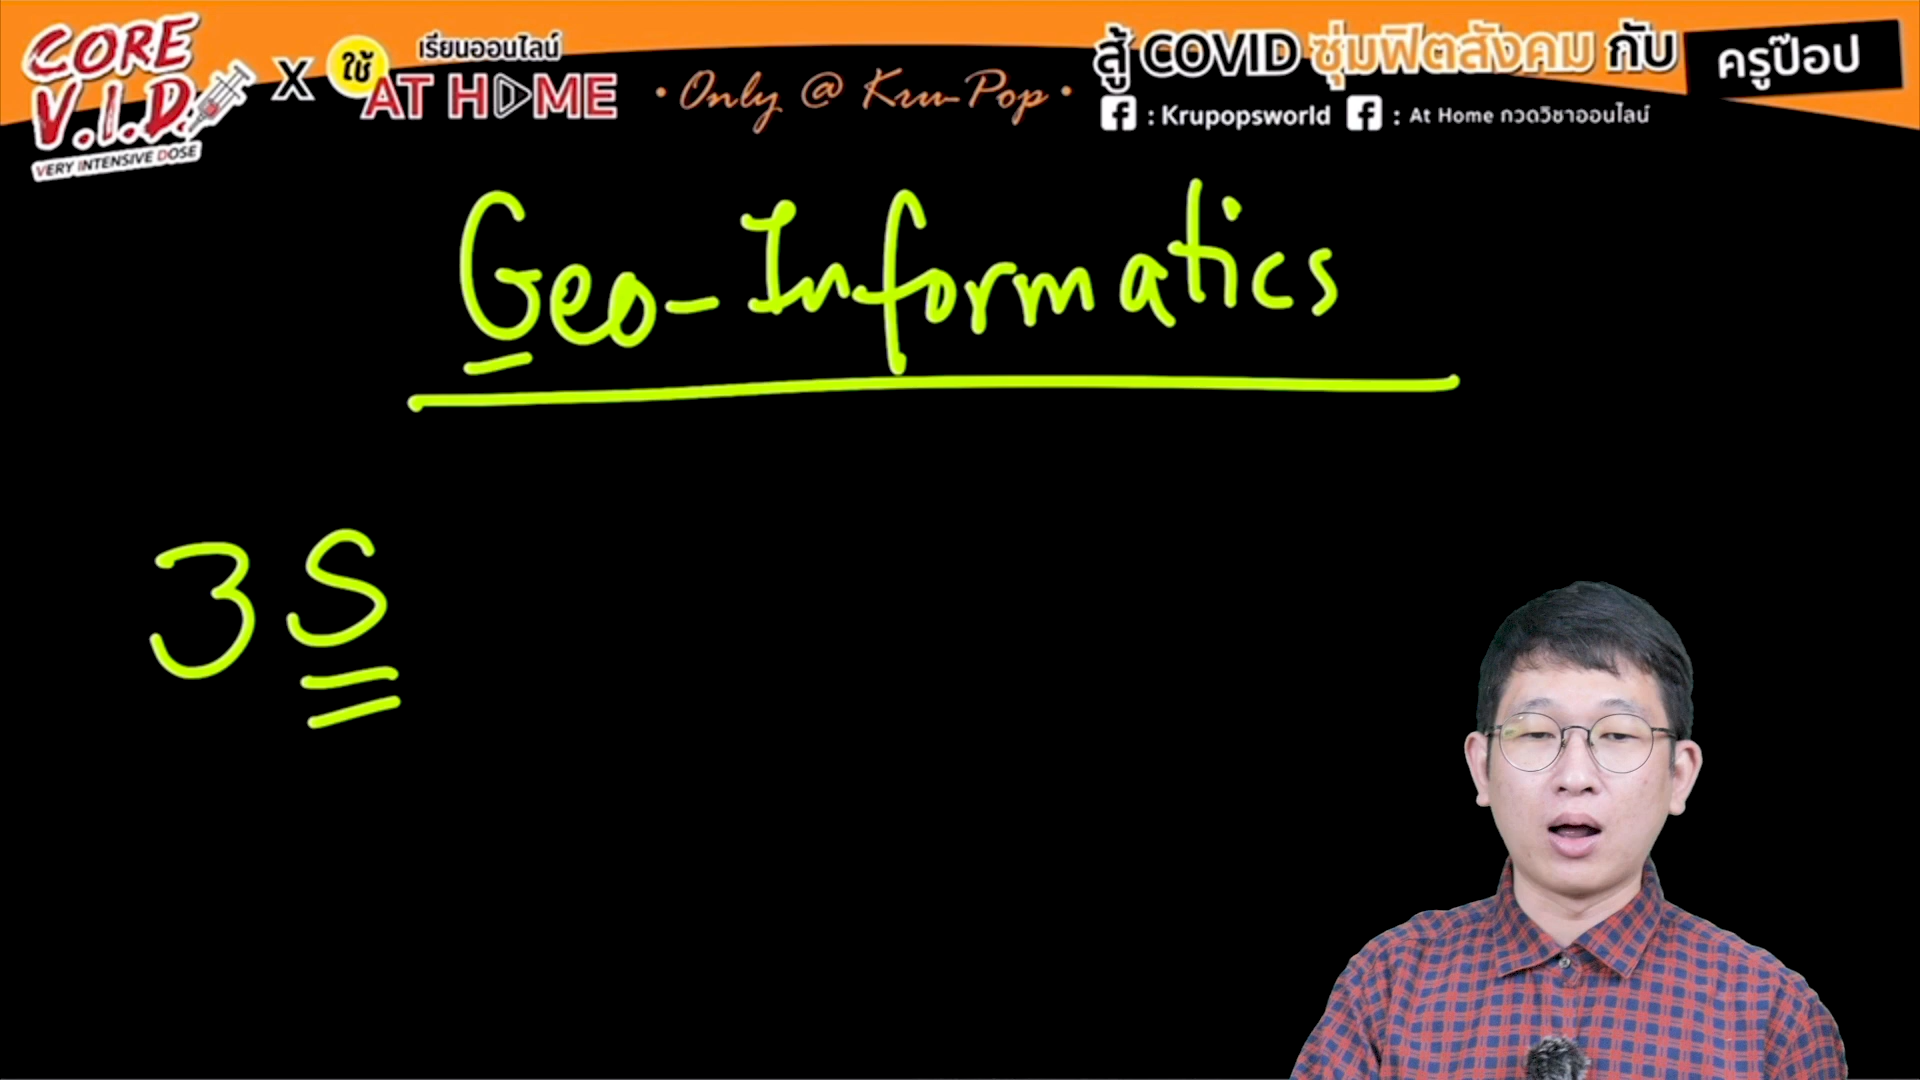 CORE
V.I.D.
VERY INTENSIVE DOSE
X
ใช้
เรียนออนไลน์
AT HOME
• Only @ Kru-Pop •
สู้ COVID ซุ่มฟิตสังคม กับ ครูป๊อป
: Krupopsworld : At Home กวดวิชาออนไลน์
Geo-Informatics
3S